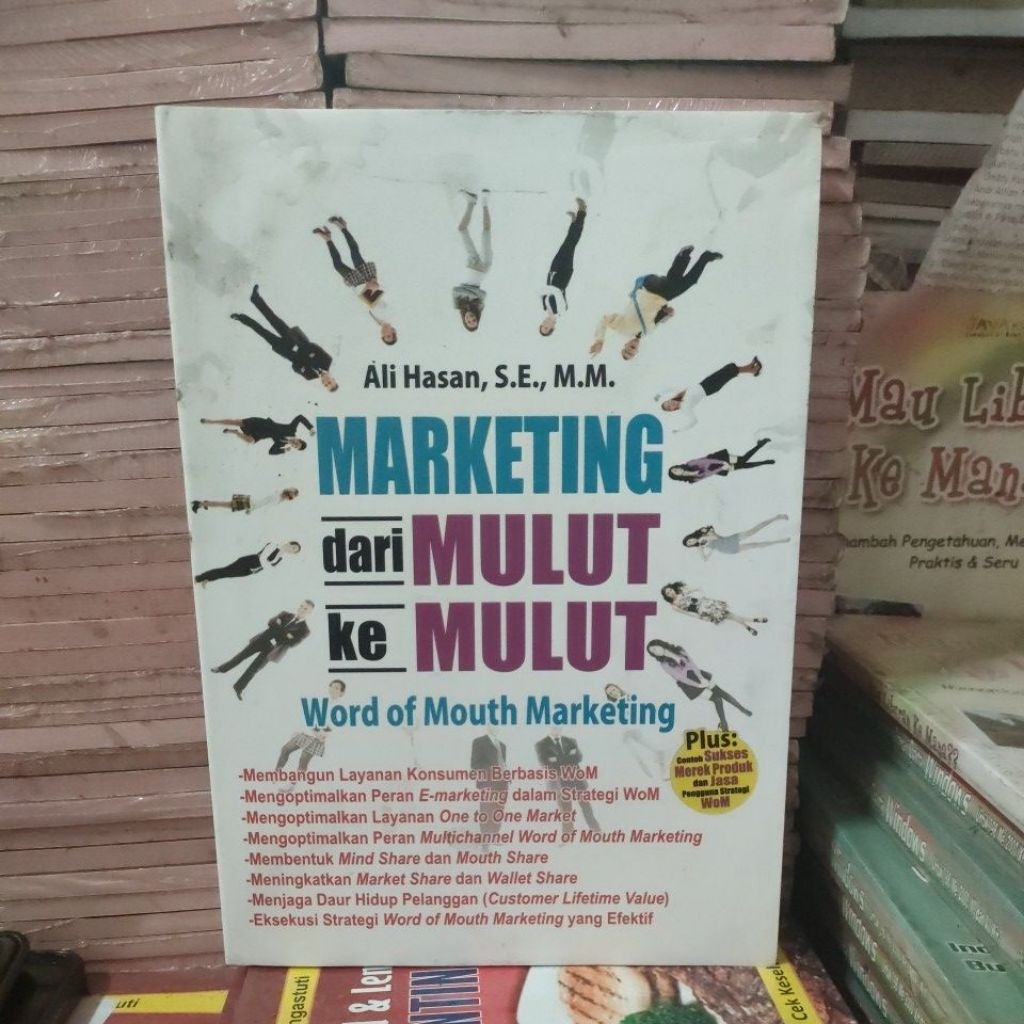 Ali Hasan, S.E., M.M.
MARKETING
dari MULUT
ke MULUT
Word of Mouth Marketing
Plus:
Contoh Sukses
Merek Produk
dan Jasa
Pengguna Strategi
WoM
-Membangun Layanan Konsumen Berbasis WoM
-Mengoptimalkan Peran E-marketing dalam Strategi WoM
-Mengoptimalkan Layanan One to One Market
-Mengoptimalkan Peran Multichannel Word of Mouth Marketing
-Membentuk Mind Share dan Mouth Share
-Meningkatkan Market Share dan Wallet Share
-Menjaga Daur Hidup Pelanggan (Customer Lifetime Value)
-Eksekusi Strategi Word of Mouth Marketing yang Efektif
Mau Lib
Ke Man
ambah Pengetahuan, Me
Praktis & Seru
Windows
Windows